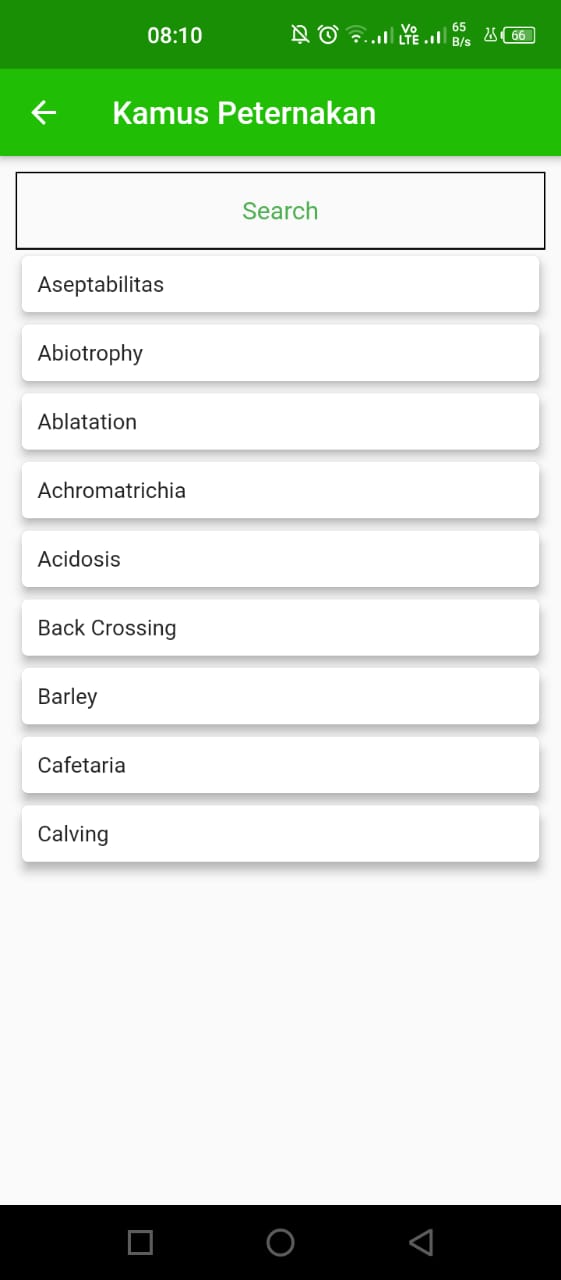 08:10
Vo
LTE
65
B/s
66
Kamus Peternakan
Search
Aseptabilitas
Abiotrophy
Ablatation
Achromatrichia
Acidosis
Back Crossing
Barley
Cafetaria
Calving